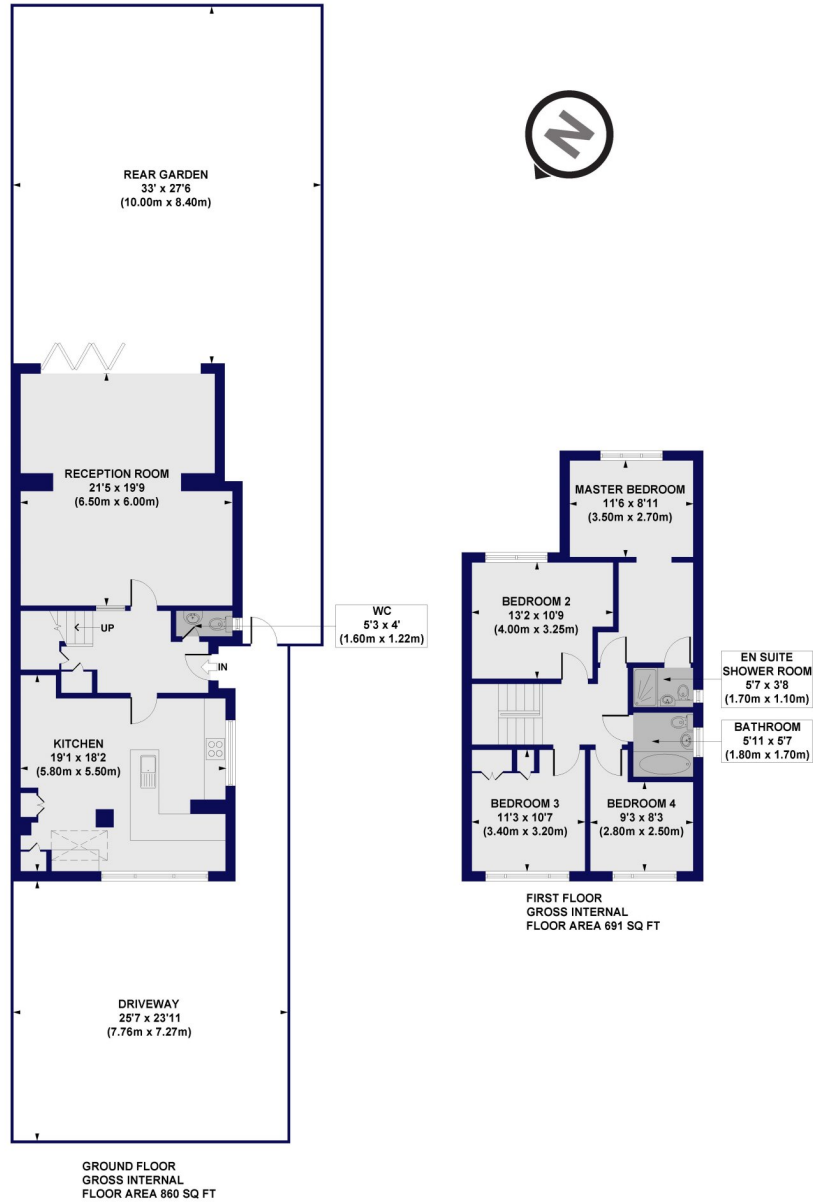 REAR GARDEN
33' x 27'6
(10.00m x 8.40m)
N
RECEPTION ROOM
21'5 x 19'9
(6.50m x 6.00m)
UP
WC
5'3 x 4'
(1.60m x 1.22m)
IN
KITCHEN
19'1 x 18'2
(5.80m x 5.50m)
DRIVEWAY
25'7 x 23'11
(7.76m x 7.27m)
GROUND FLOOR
GROSS INTERNAL
FLOOR AREA 860 SQ FT
MASTER BEDROOM
11'6 x 8'11
(3.50m x 2.70m)
BEDROOM 2
13'2 x 10'9
(4.00m x 3.25m)
EN SUITE
SHOWER ROOM
5'7 x 3'8
(1.70m x 1.10m)
BATHROOM
5'11 x 5'7
(1.80m x 1.70m)
BEDROOM 3
11'3 x 10'7
(3.40m x 3.20m)
BEDROOM 4
9'3 x 8'3
(2.80m x 2.50m)
FIRST FLOOR
GROSS INTERNAL
FLOOR AREA 691 SQ FT